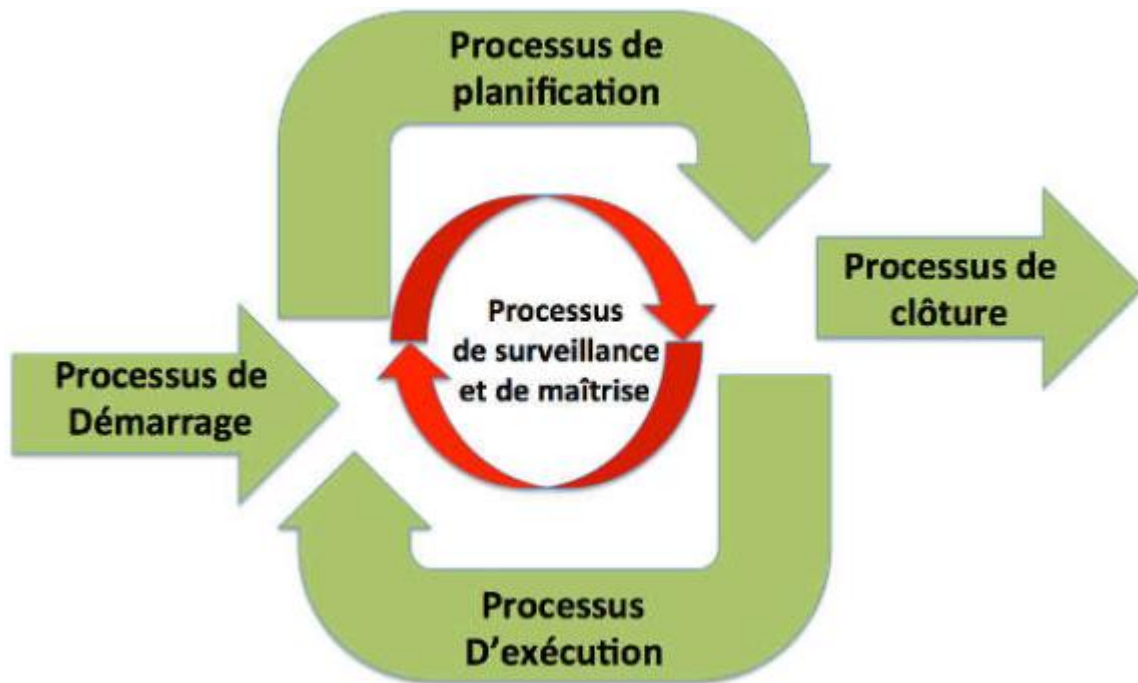 Processus de
planification
Processus de
clôture
Processus
de surveillance
et de maîtrise
Processus de
Démarrage
Processus
D'exécution